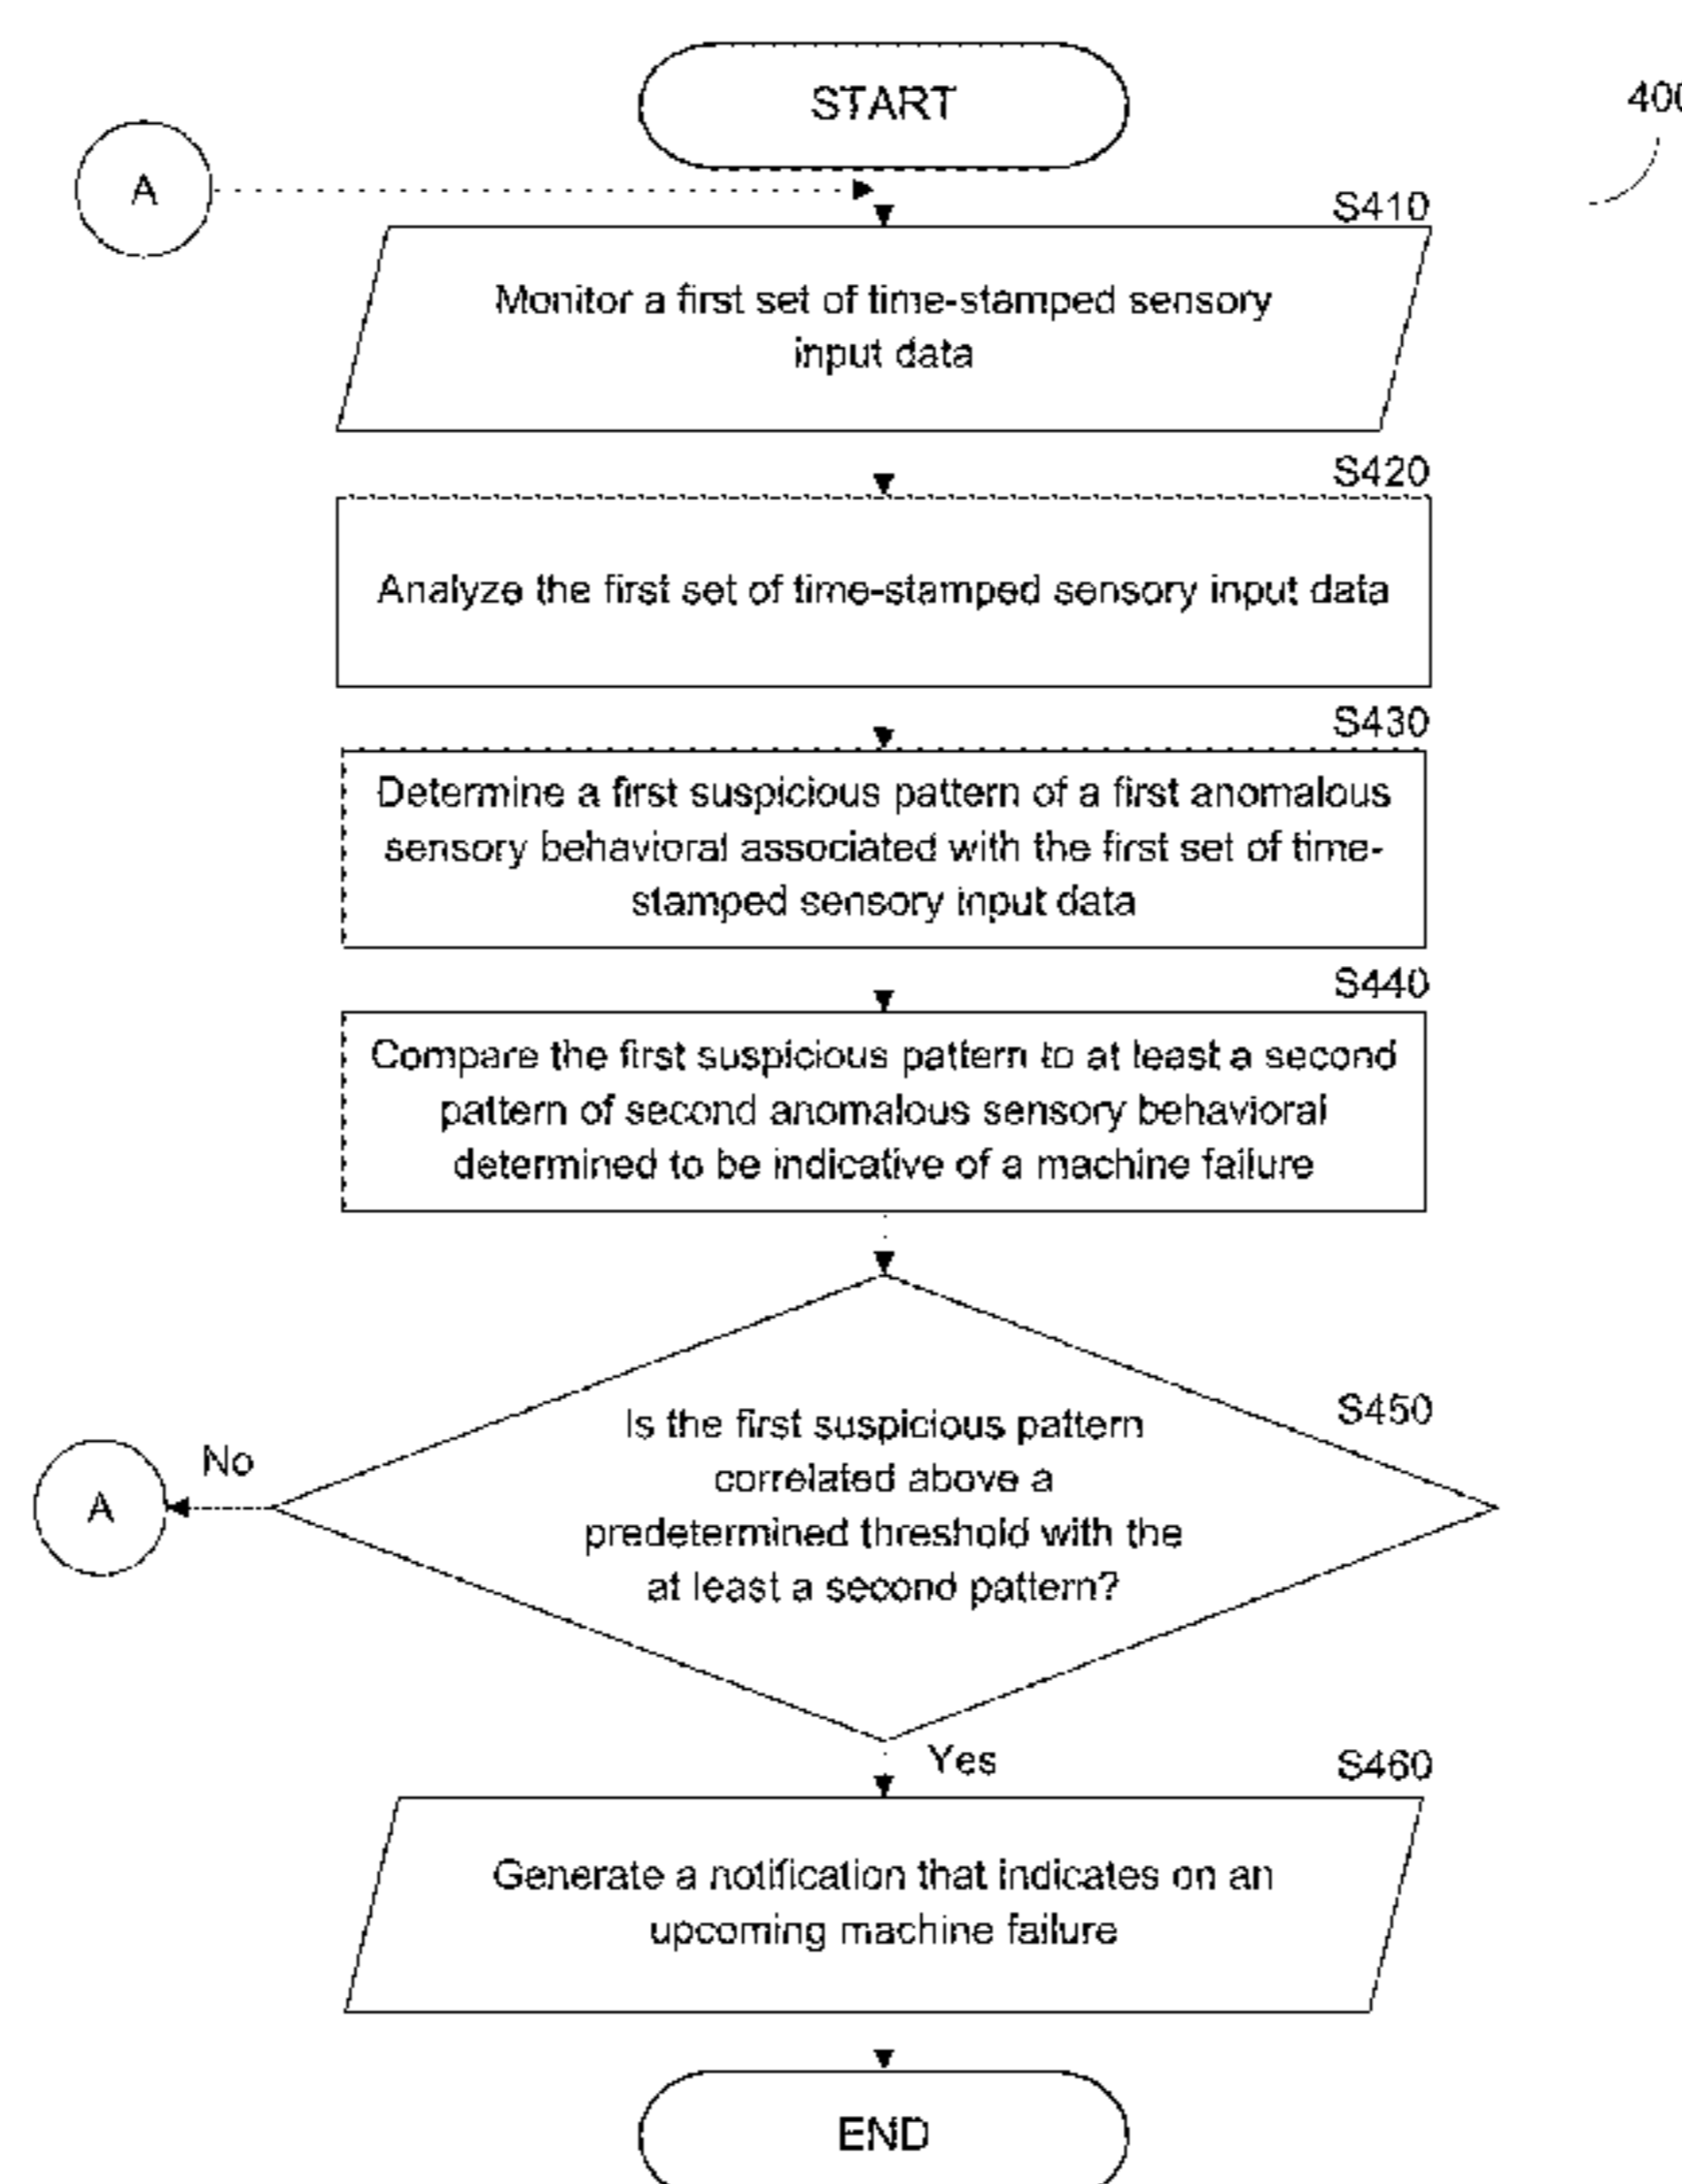 START
400
A
S410
Monitor a first set of time-stamped sensory
input data
S420
Analyze the first set of time-stamped sensory input data
S430
Determine a first suspicious pattern of a first anomalous
sensory behavioral associated with the first set of time-
stamped sensory input data
S440
Compare the first suspicious pattern to at least a second
pattern of second anomalous sensory behavioral
determined to be indicative of a machine failure
S450
Is the first suspicious pattern
correlated above a
predetermined threshold with the
at least a second pattern?
No
A
Yes
S460
Generate a notification that indicates on an
upcoming machine failure
END